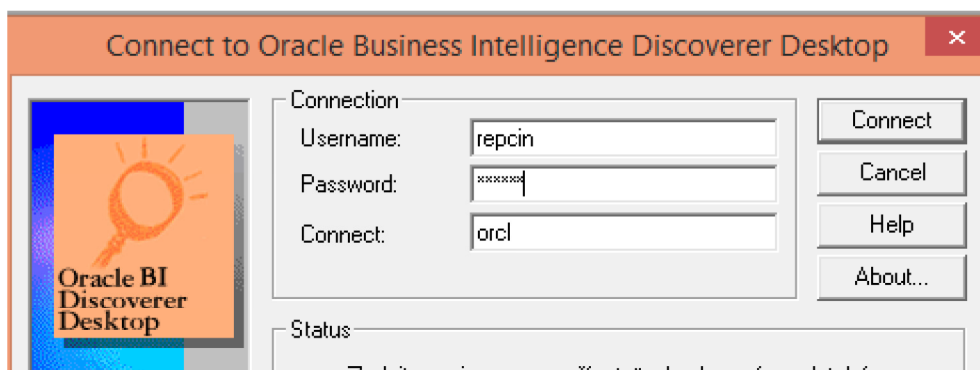 Connect to Oracle Business Intelligence Discoverer Desktop
Connection
Username: repcin
Password: ******
Connect: orcl
Connect
Cancel
Help
About...
Oracle BI
Discoverer
Desktop
Status